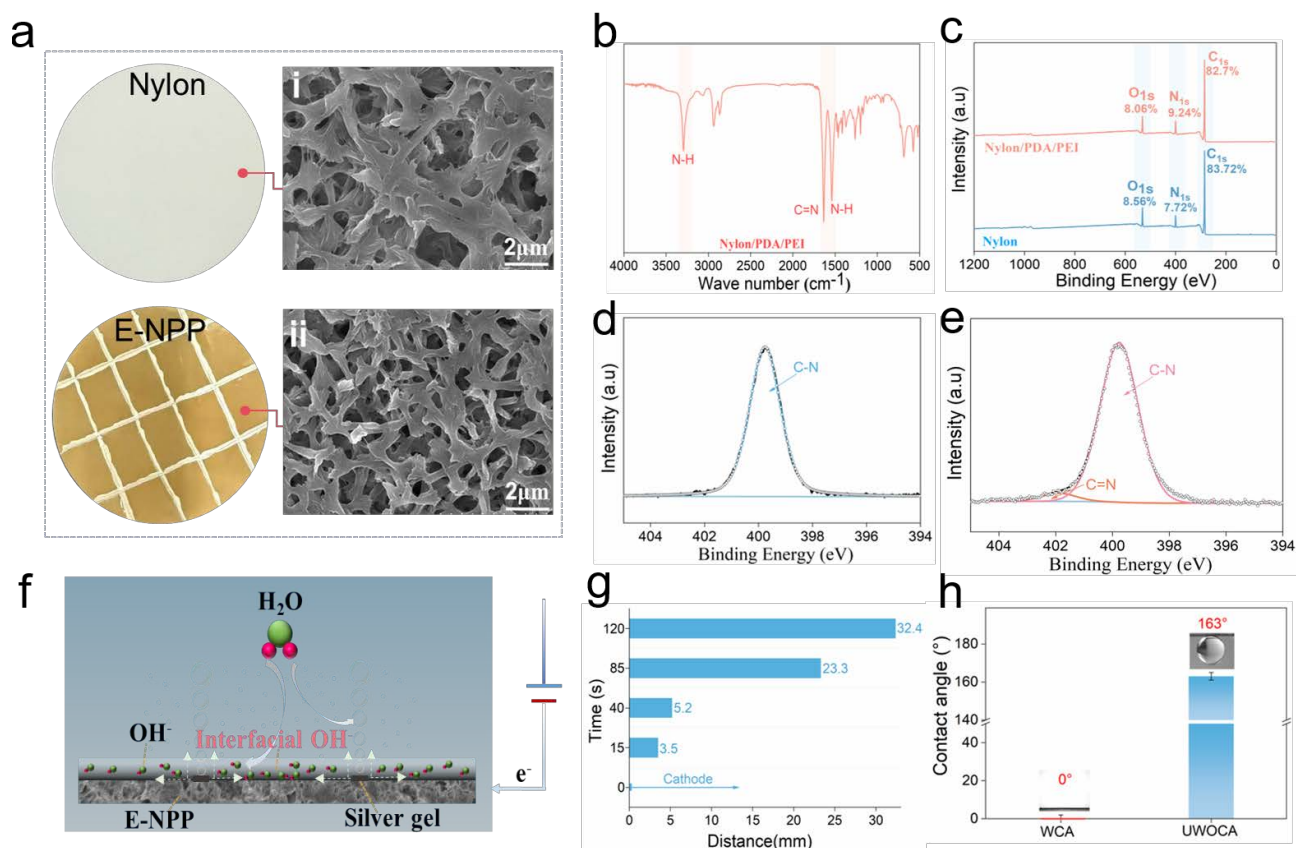 a
Nylon
i
2μm
E-NPP
ii
2μm
b
N-H
C=N
N-H
Nylon/PDA/PEI
4000 3500 3000 2500 2000 1500 1000 500
Wave number (cm-1)
c
Intensity (a.u)
C1s
82.7%
O1s
8.06%
N1s
9.24%
Nylon/PDA/PEI
C1s
83.72%
O1s
8.56%
N1s
7.72%
Nylon
1200 1000 800 600 400 200 0
Binding Energy (eV)
d
Intensity (a.u)
C-N
404 402 400 398 396 394
Binding Energy (eV)
e
Intensity (a.u)
C-N
C=N
404 402 400 398 396 394
Binding Energy (eV)
f
H2O
OH-
Interfacial OH-
e-
E-NPP
Silver gel
g
Time (s)
120
32.4
85
23.3
40
5.2
15
3.5
0
Cathode
0 5 10 15 20 25 30
Distance(mm)
h
Contact angle (°)
180
160
140
60
40
20
0
163°
0°
WCA
UWOCA